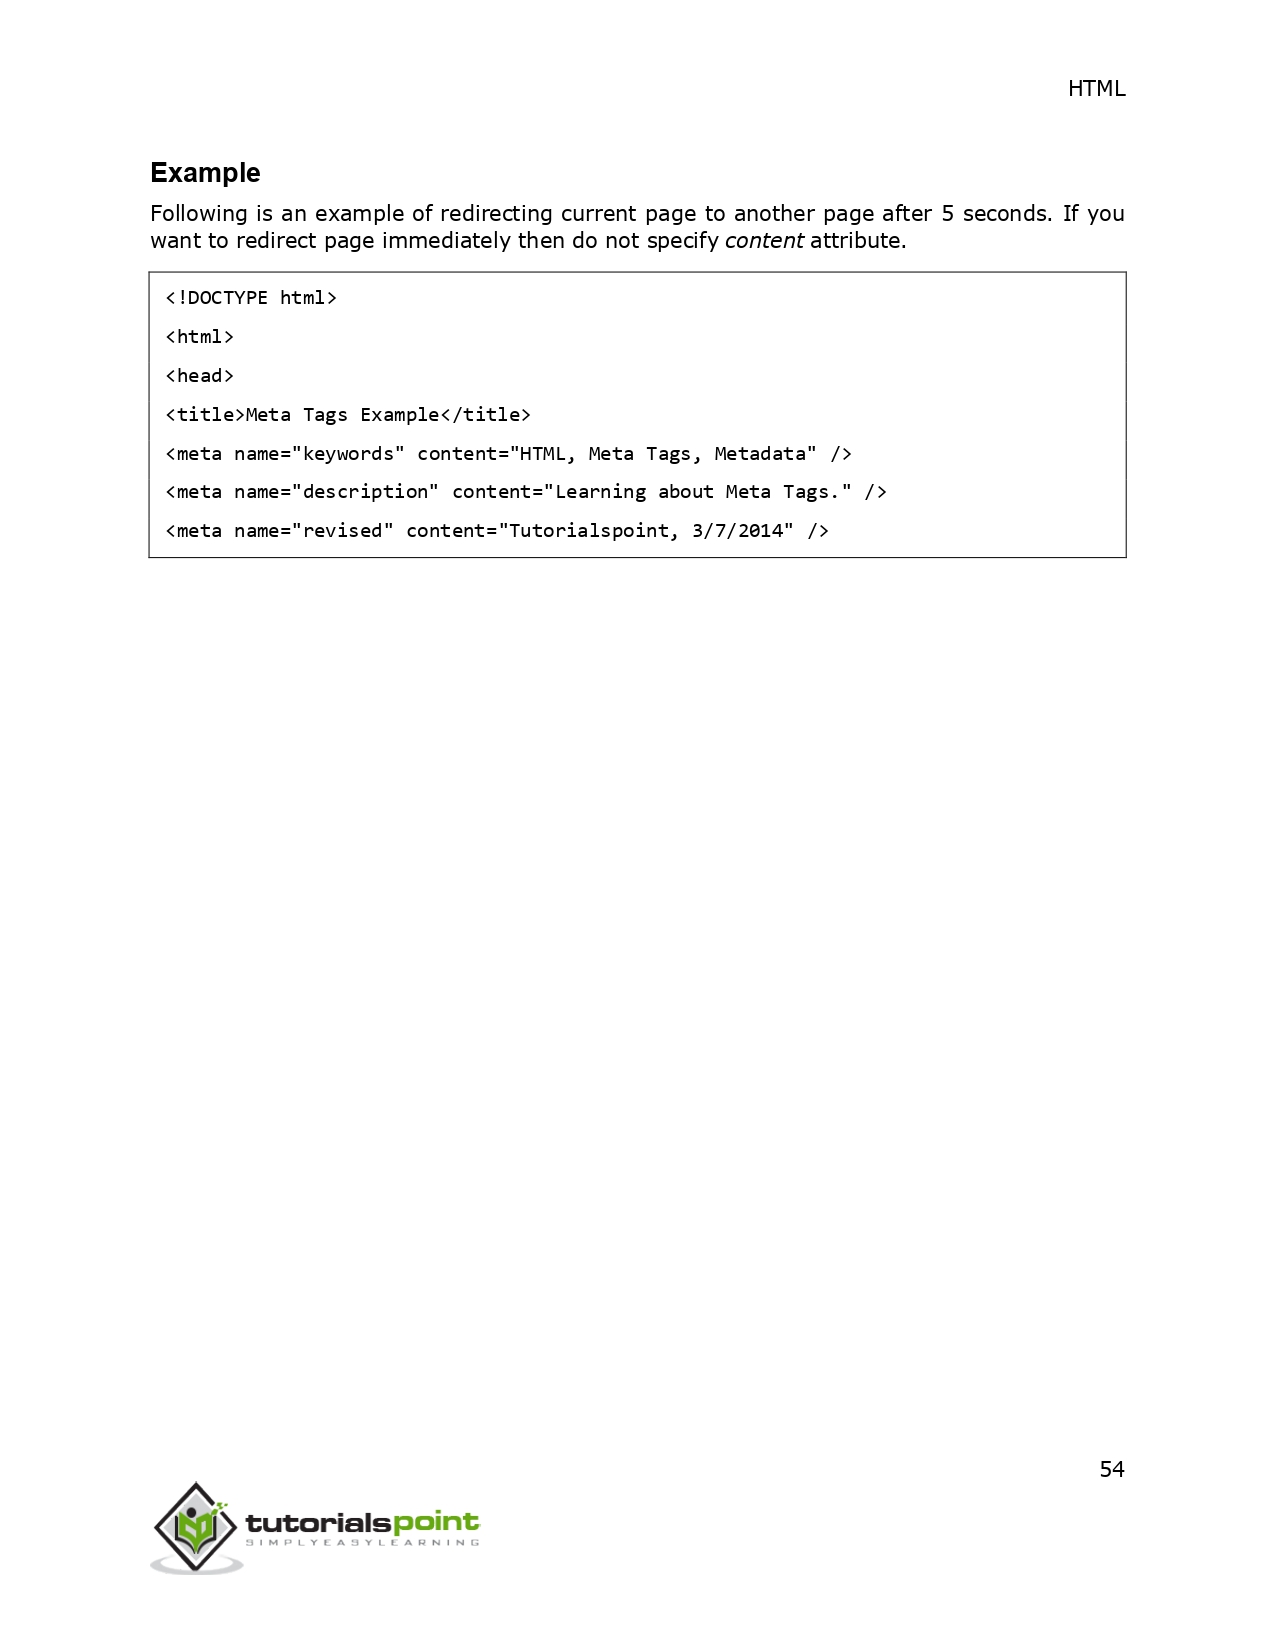 HTML
Example
Following is an example of redirecting current page to another page after 5 seconds. If you
want to redirect page immediately then do not specify content attribute.
<!DOCTYPE html>
<html>
<head>
<title>Meta Tags Example</title>
<meta name="keywords" content="HTML, Meta Tags, Metadata" />
<meta name="description" content="Learning about Meta Tags." />
<meta name="revised" content="Tutorialspoint, 3/7/2014" />
54
tutorialspoint
SIMPLYEASYLEARNING